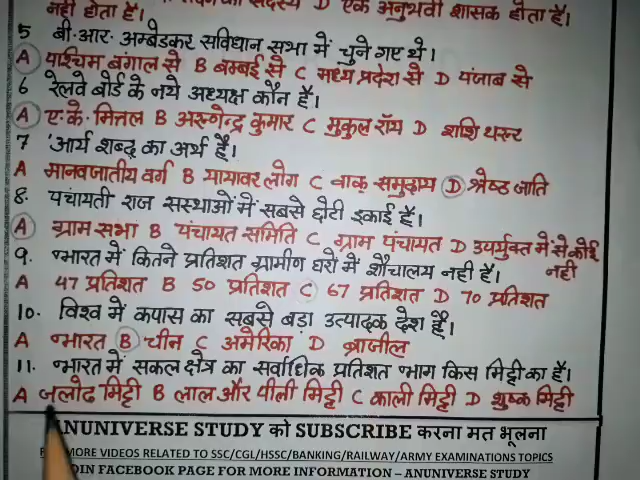 नही होता है। सदस्य D एक अनुभवी शासक होता है।
5 बी.आर. अम्बेडकर सविधान सभा में चुने गए थे।
A पश्चिम बंगाल से B बम्बई से C मध्य प्रदेश से D पंजाब से
6 रेलवे बोर्ड के नये अध्यक्ष कौन है।
A ए.के. मित्तल B अरुणेन्द्र कुमार C मुकुल रॉय D शशि थरूर
7 'आर्य शब्द का अर्थ है।
A मानवजातीय वर्ग B यायावर लोग C वाक् समुदाय D श्रेष्ठ जाति
8. पंचायती राज संस्थाओं में सबसे छोटी इकाई है।
A ग्राम सभा B पंचायत समिति C ग्राम पंचायत D उपर्युक्त में से कोई नही
9. भारत में कितने प्रतिशत ग्रामीण घरों में शौचालय नही है।
A 47 प्रतिशत B 50 प्रतिशत C 67 प्रतिशत D 70 प्रतिशत
10. विश्व में कपास का सबसे बड़ा उत्पादक देश है।
A भारत B चीन C अमेरिका D ब्राजील
11. भारत में सकल क्षेत्र का सर्वाधिक प्रतिशत भाग किस मिट्टी का है।
A जलोढ मिट्टी B लाल और पीली मिट्टी C काली मिट्टी D शुष्क मिट्टी
ANUNIVERSE STUDY को SUBSCRIBE करना मत भूलना
MORE VIDEOS RELATED TO SSC/CGL/HSSC/BANKING/RAILWAY/ARMY EXAMINATIONS TOPICS
JOIN FACEBOOK PAGE FOR MORE INFORMATION – ANUNIVERSE STUDY